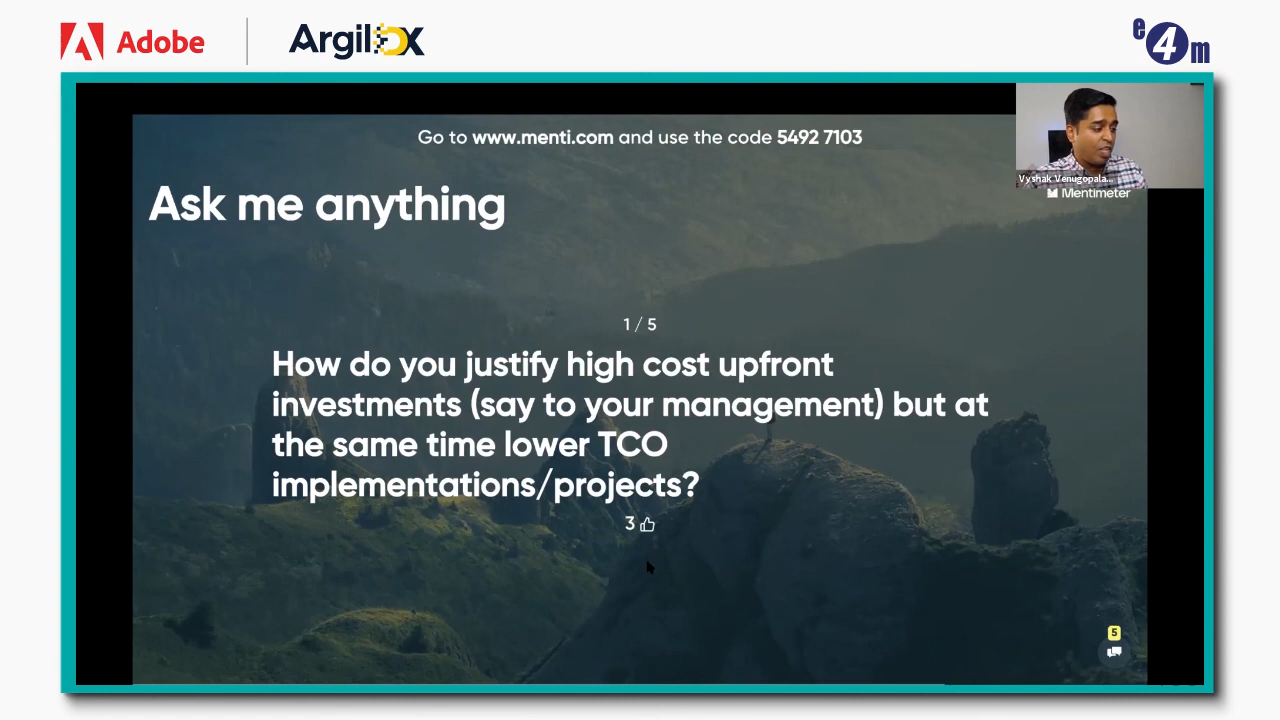 Adobe
ArgilDX
e4m
Go to www.menti.com and use the code 5492 7103
Vyshak Venugopala...
Mentimeter
Ask me anything
1 / 5
How do you justify high cost upfront
investments (say to your management) but at
the same time lower TCO
implementations/projects?
3
5